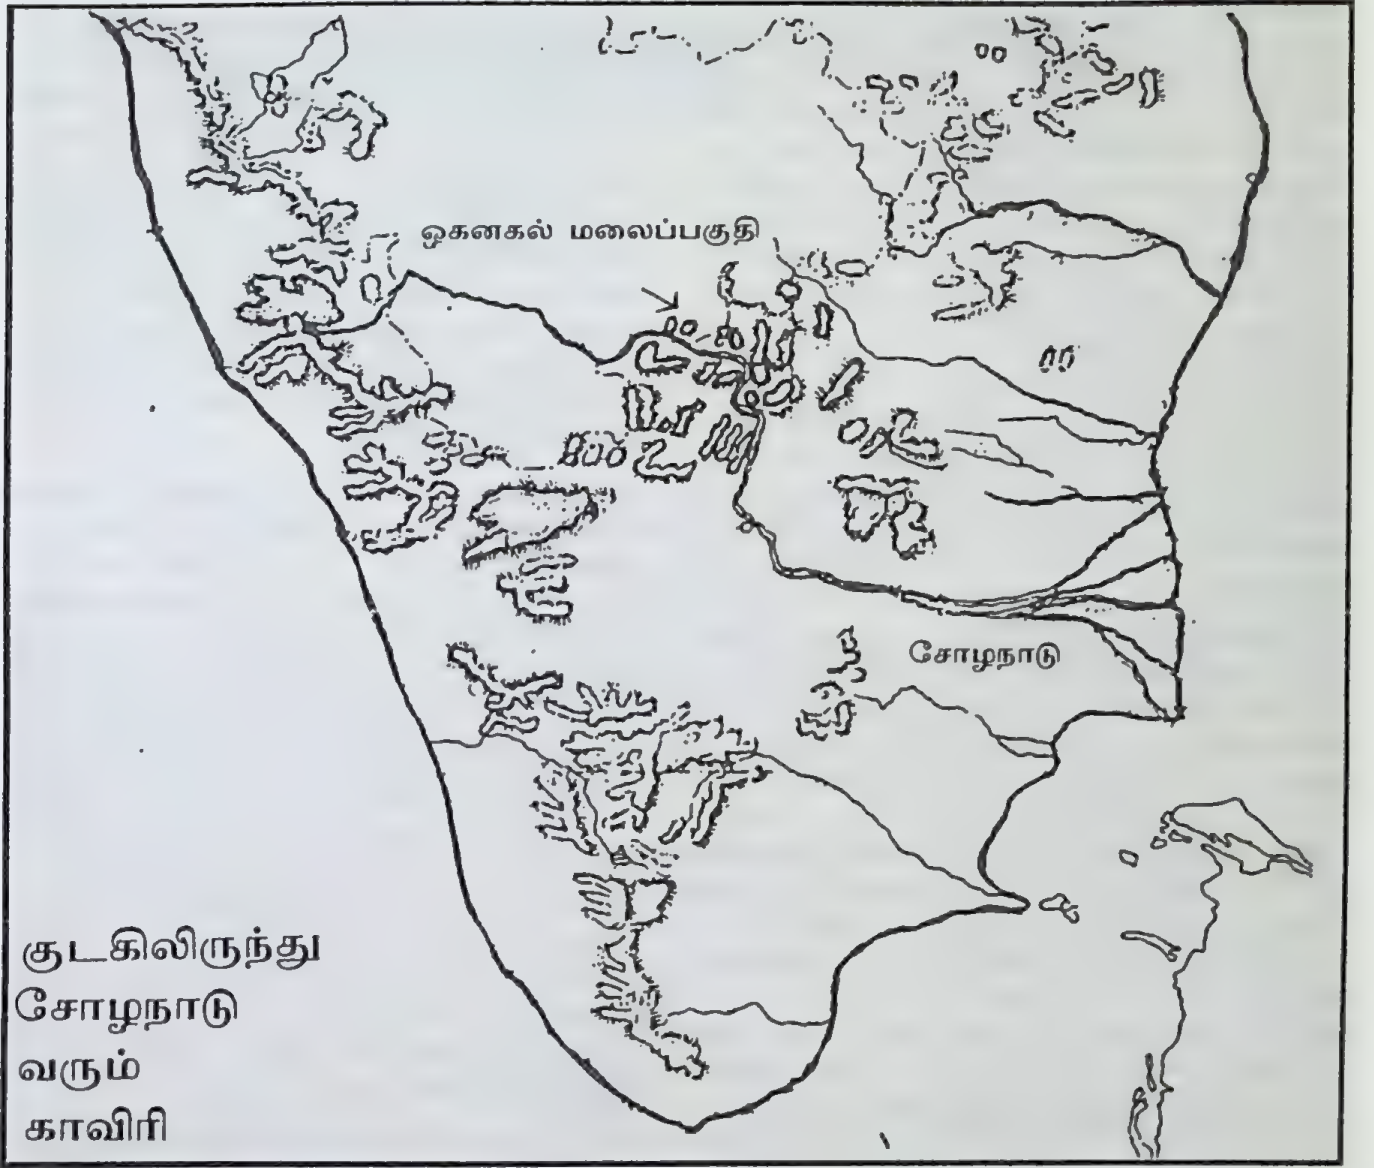 ஒகனகல் மலைப்பகுதி
சோழநாடு
குடகிலிருந்து
சோழநாடு
வரும்
காவிரி